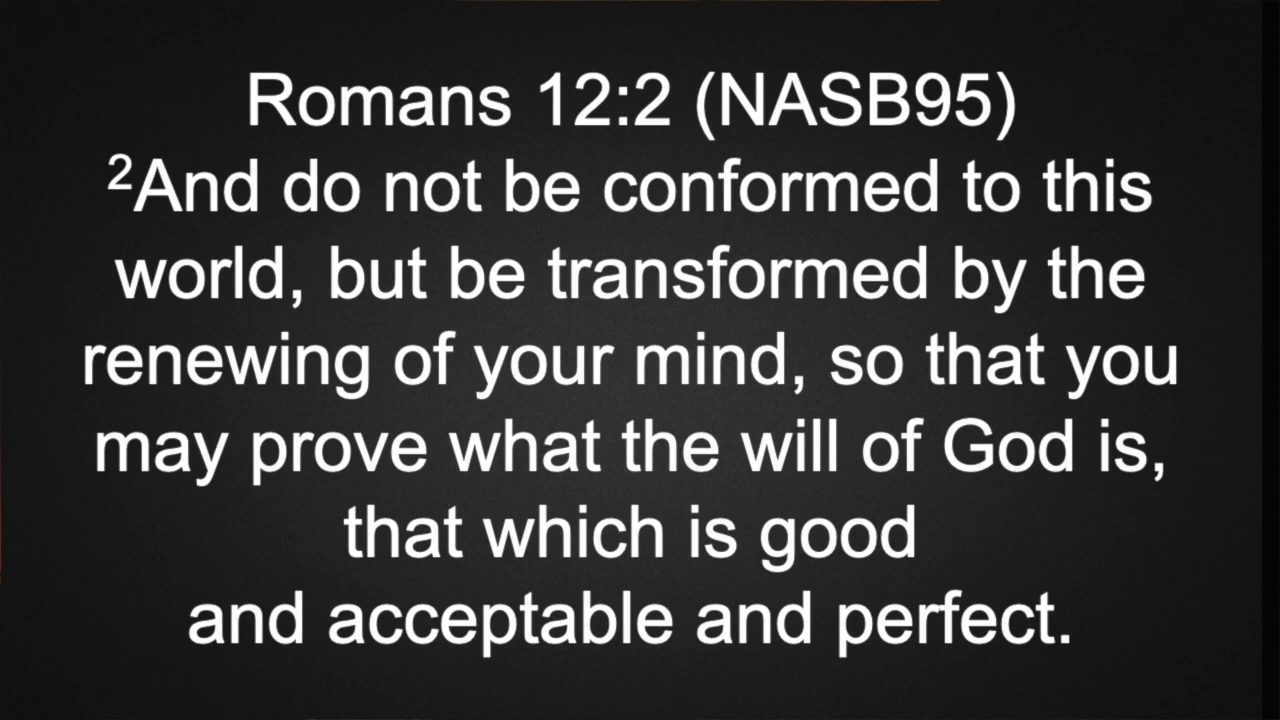 Romans 12:2 (NASB95)
²And do not be conformed to this
world, but be transformed by the
renewing of your mind, so that you
may prove what the will of God is,
that which is good
and acceptable and perfect.